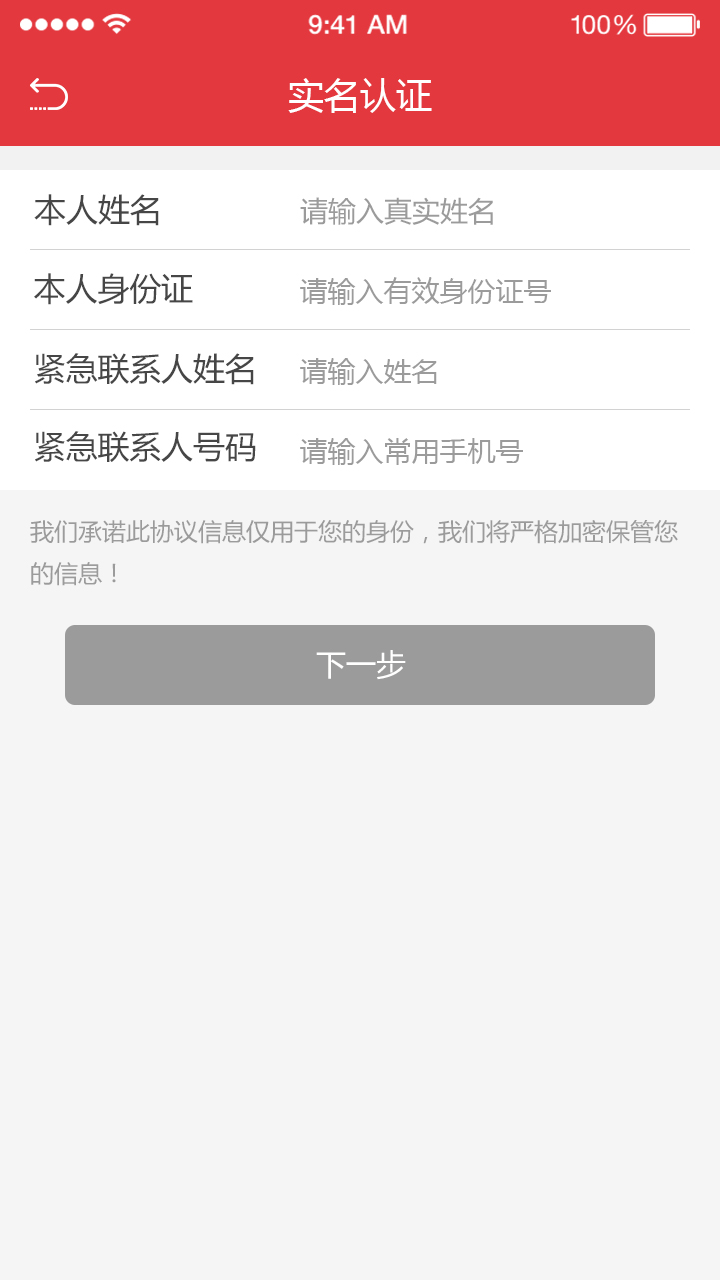 9:41 AM 100%
实名认证
本人姓名 请输入真实姓名
本人身份证 请输入有效身份证号
紧急联系人姓名 请输入姓名
紧急联系人号码 请输入常用手机号
我们承诺此协议信息仅用于您的身份，我们将严格加密保管您
的信息！
下一步